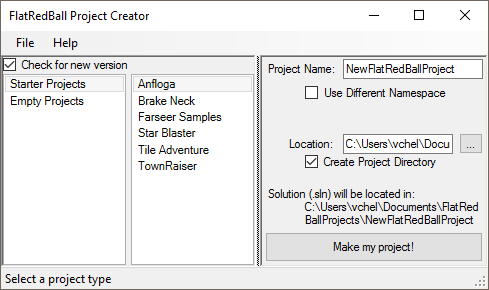 FlatRedBall Project Creator
File Help
Check for new version
Starter Projects
Empty Projects
Anfloga
Brake Neck
Farseer Samples
Star Blaster
Tile Adventure
TownRaiser
Project Name: NewFlatRedBallProject
Use Different Namespace
Location: C:\Users\vchel\Docu ...
Create Project Directory
Solution (.sln) will be located in:
C:\Users\vchel\Documents\FlatRed
BallProjects\NewFlatRedBallProject
Make my project!
Select a project type